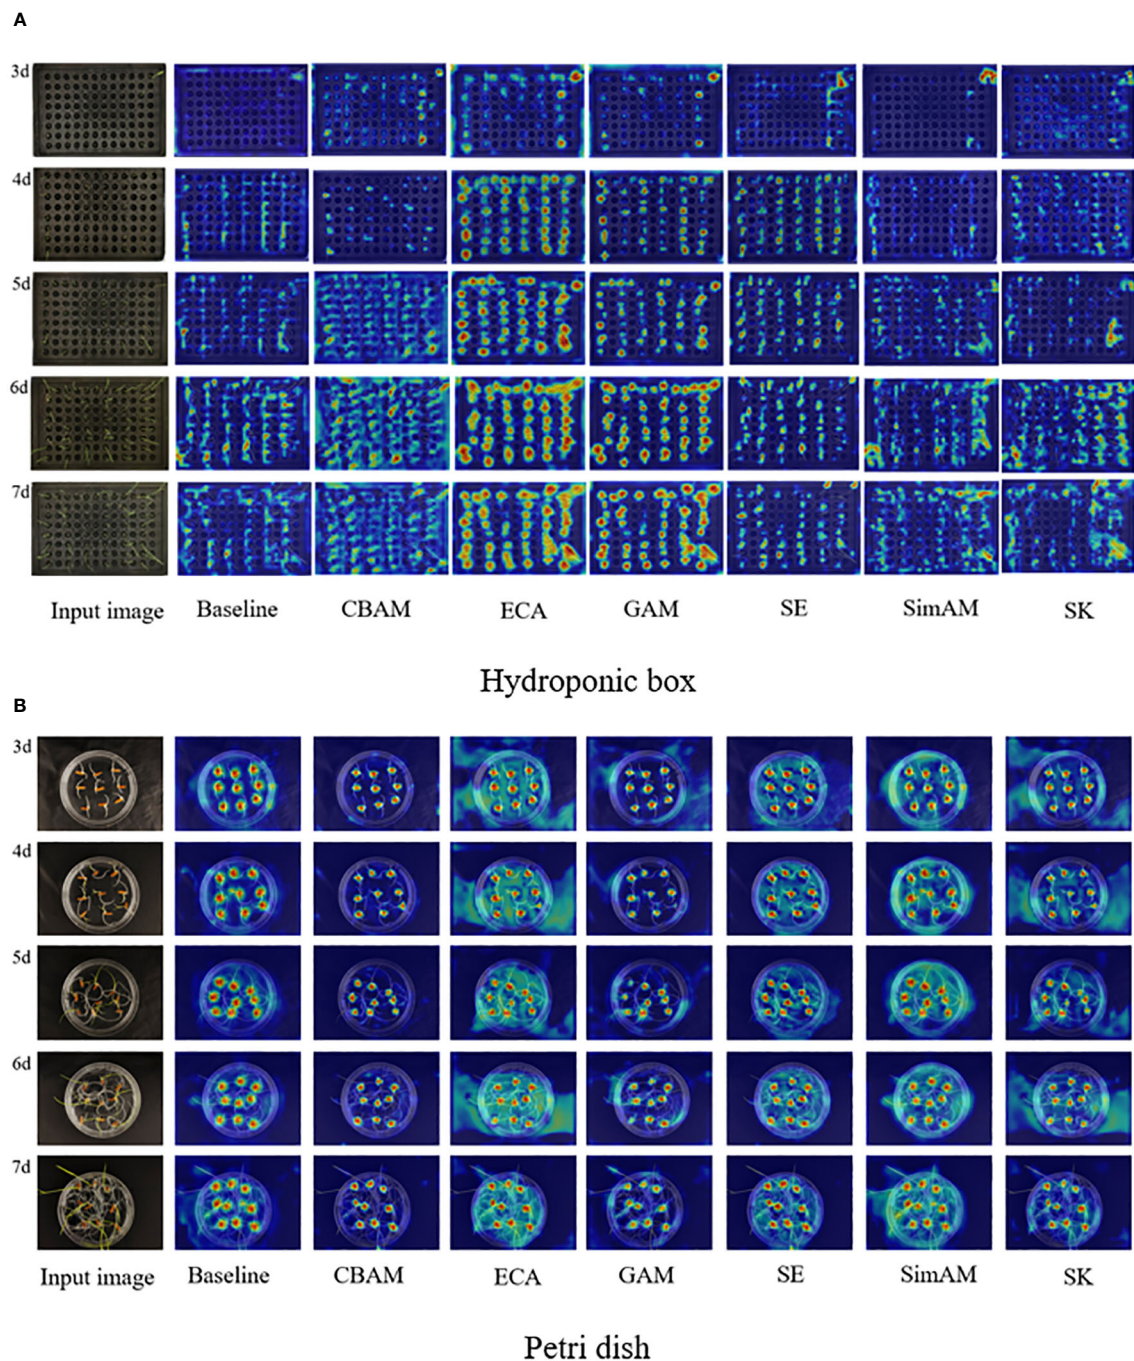 A
3d
4d
5d
6d
7d
Input image Baseline CBAM ECA GAM SE SimAM SK
Hydroponic box
B
3d
4d
5d
6d
7d
Input image Baseline CBAM ECA GAM SE SimAM SK
Petri dish